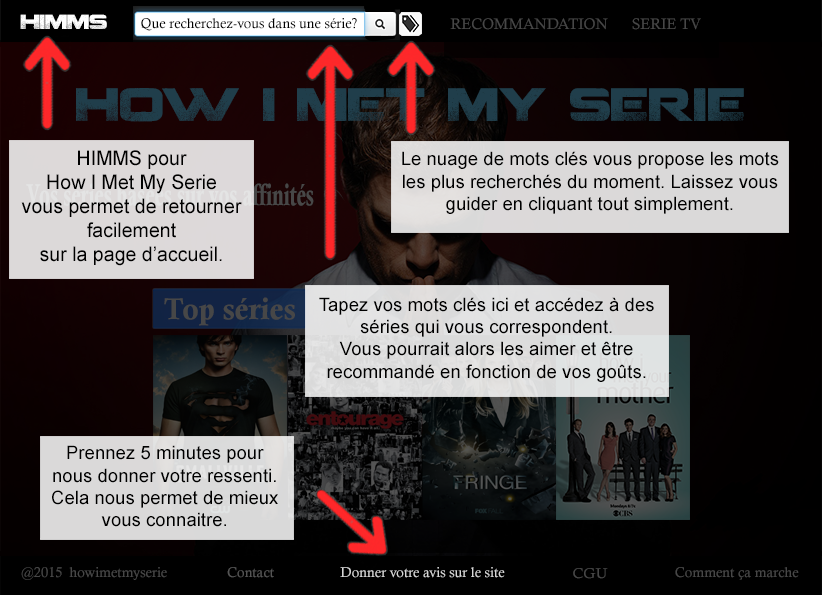 HIMMS
Que recherchez-vous dans une série?
RECOMMANDATION
SERIE TV
HOW I MET MY SERIE
HIMMS pour
How I Met My Serie
vous permet de retourner
facilement
sur la page d'accueil.
Le nuage de mots clés vous propose les mots
les plus recherchés du moment. Laissez vous
guider en cliquant tout simplement.
affinités
Top séries
Tapez vos mots clés ici et accédez à des
séries qui vous correspondent.
Vous pourrait alors les aimer et être
recommandé en fonction de vos goûts.
entourage
FRINGE
mother
CBS
Prennez 5 minutes pour
nous donner votre ressenti.
Cela nous permet de mieux
vous connaitre.
@2015 howimetmyserie
Contact
Donner votre avis sur le site
CGU
Comment ça marche